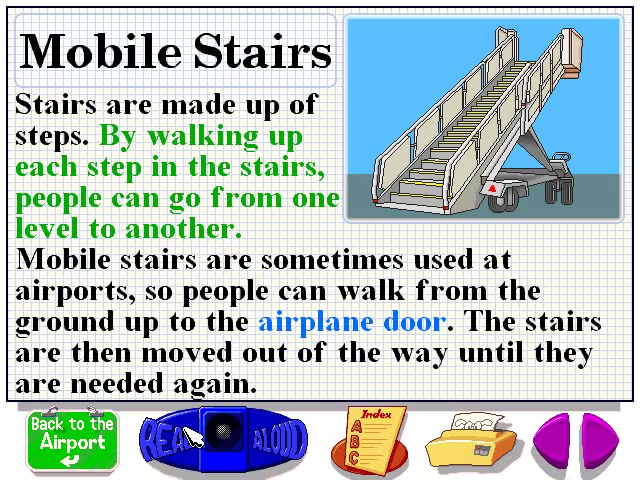 Mobile Stairs
Stairs are made up of
steps. By walking up
each step in the stairs,
people can go from one
level to another.
Mobile stairs are sometimes used at
airports, so people can walk from the
ground up to the airplane door. The stairs
are then moved out of the way until they
are needed again.
Back to the
Airport
READ ALOUD
Index
A
B
C